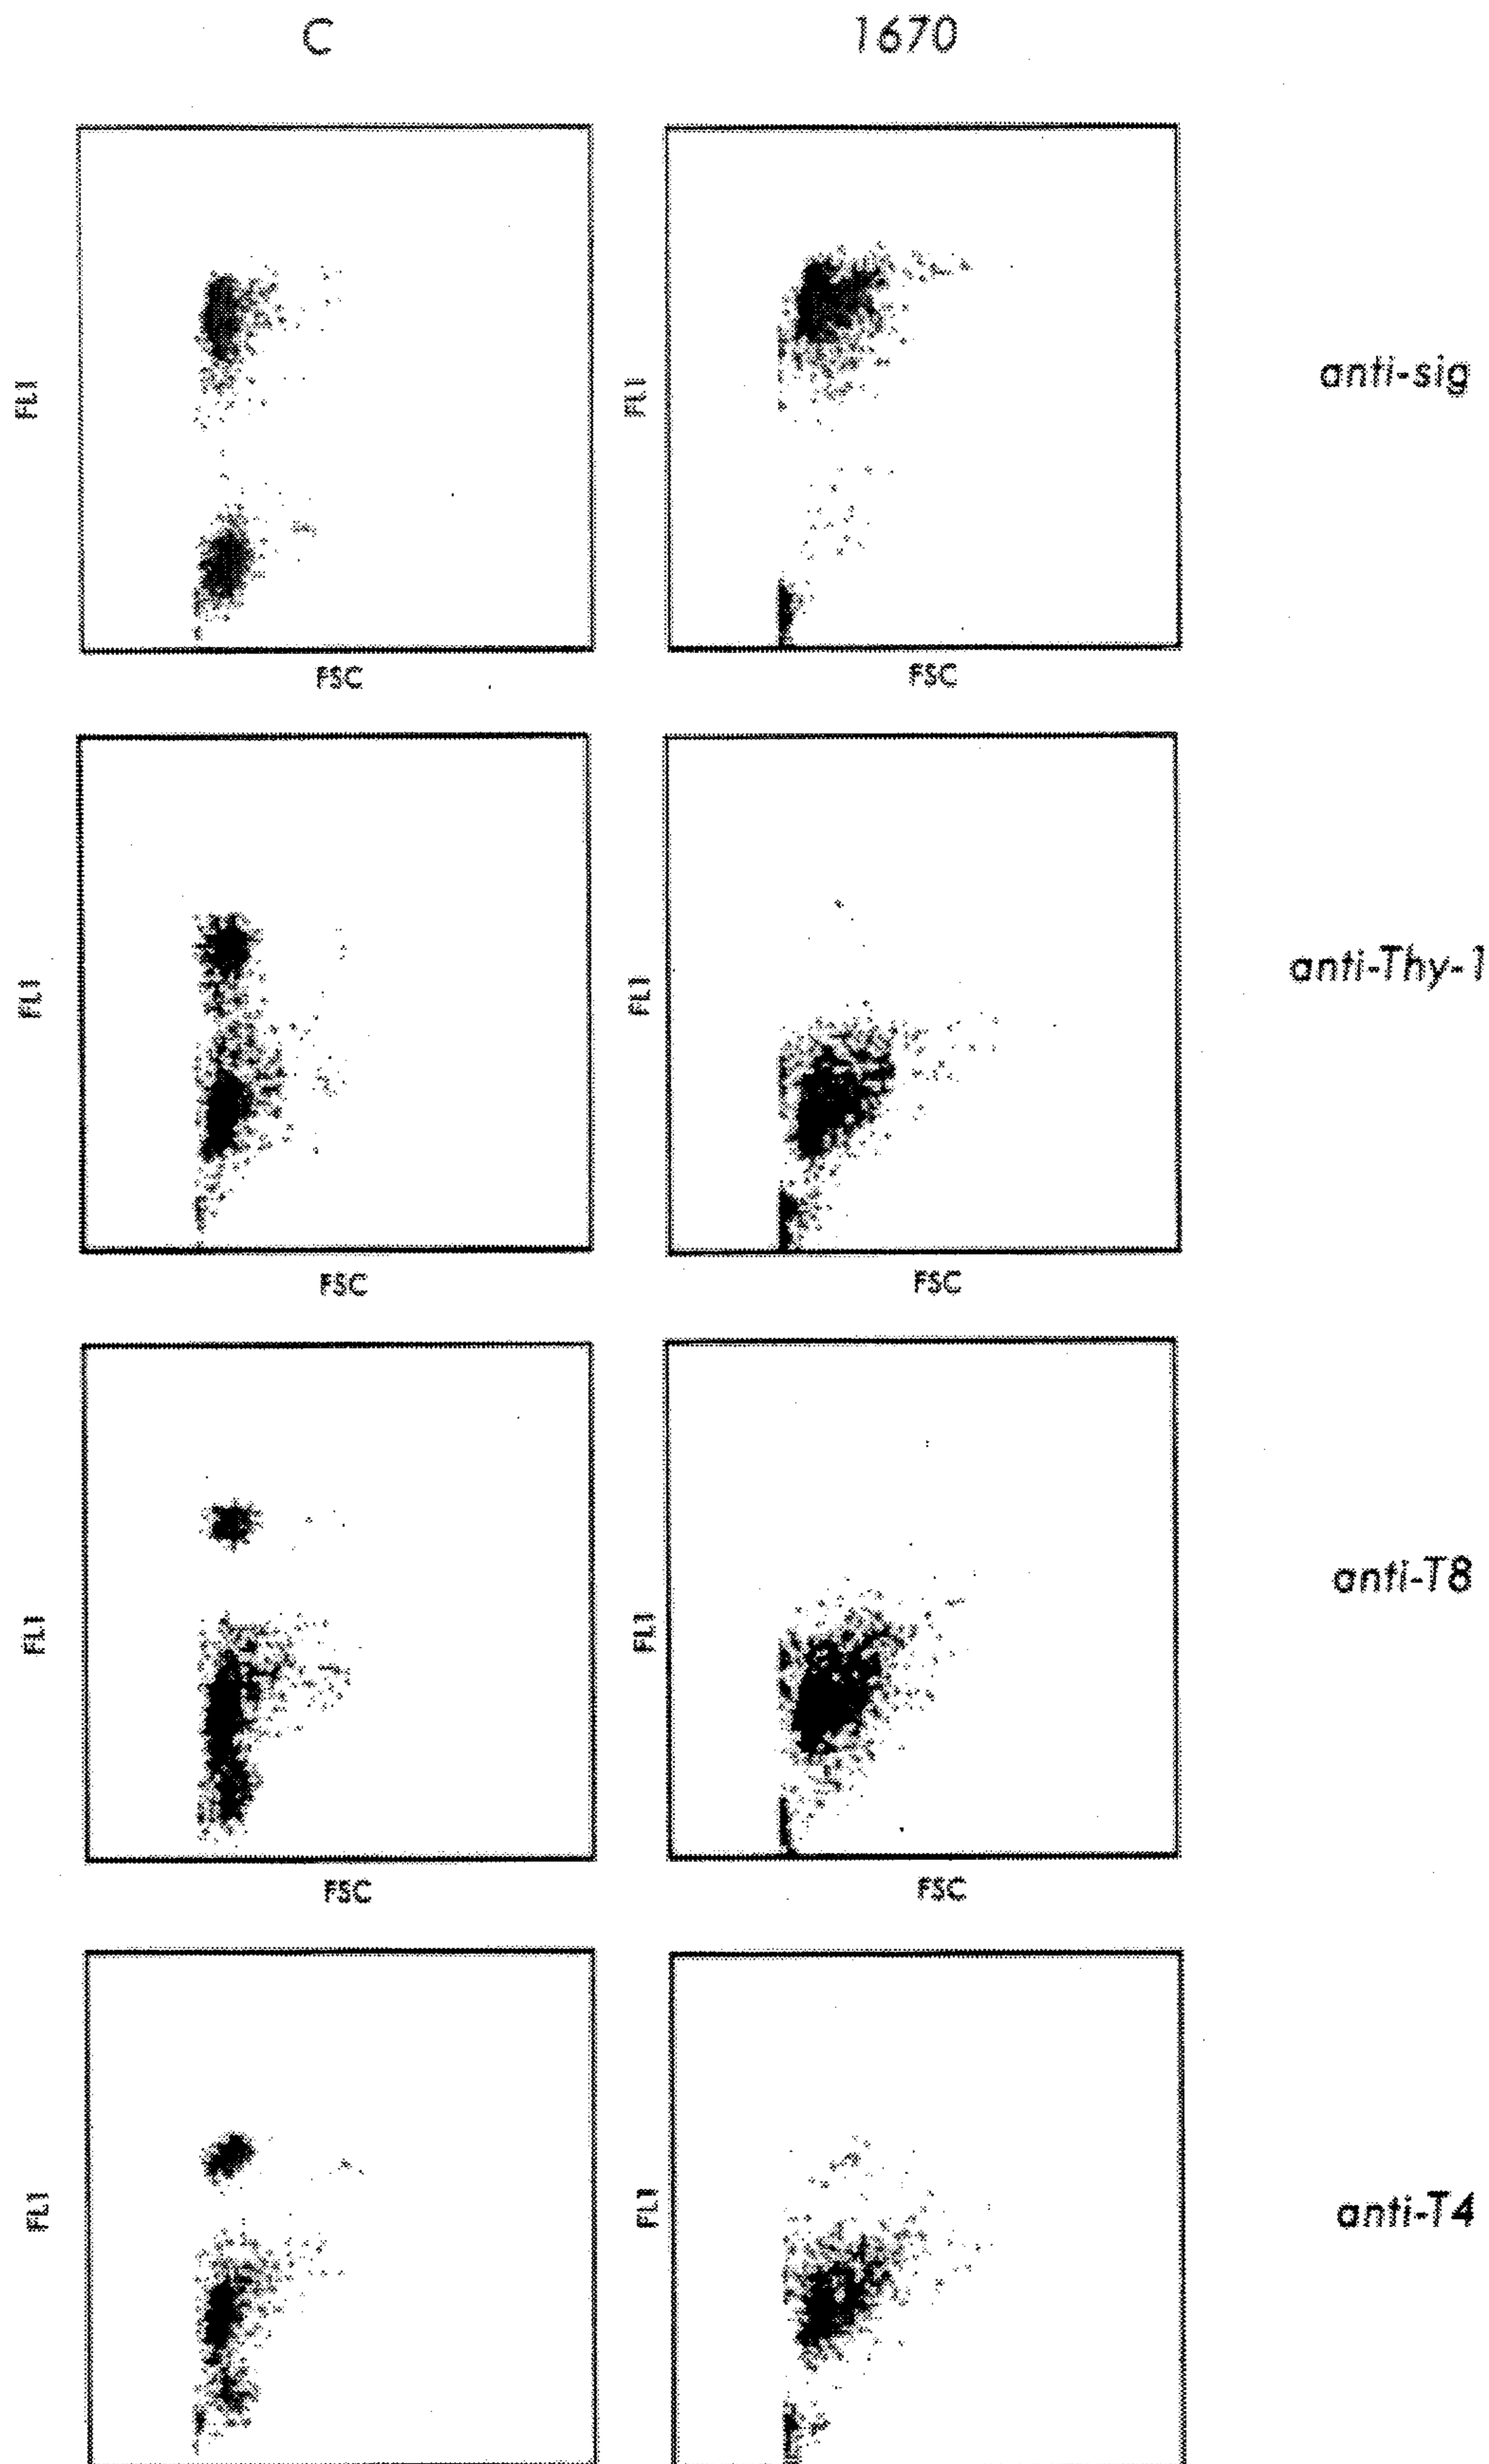 C 1670
FL1 FL1 anti-sig
FSC FSC
FL1 FL1 anti-Thy-1
FSC FSC
FL1 FL1 anti-T8
FSC FSC
FL1 FL1 anti-T4